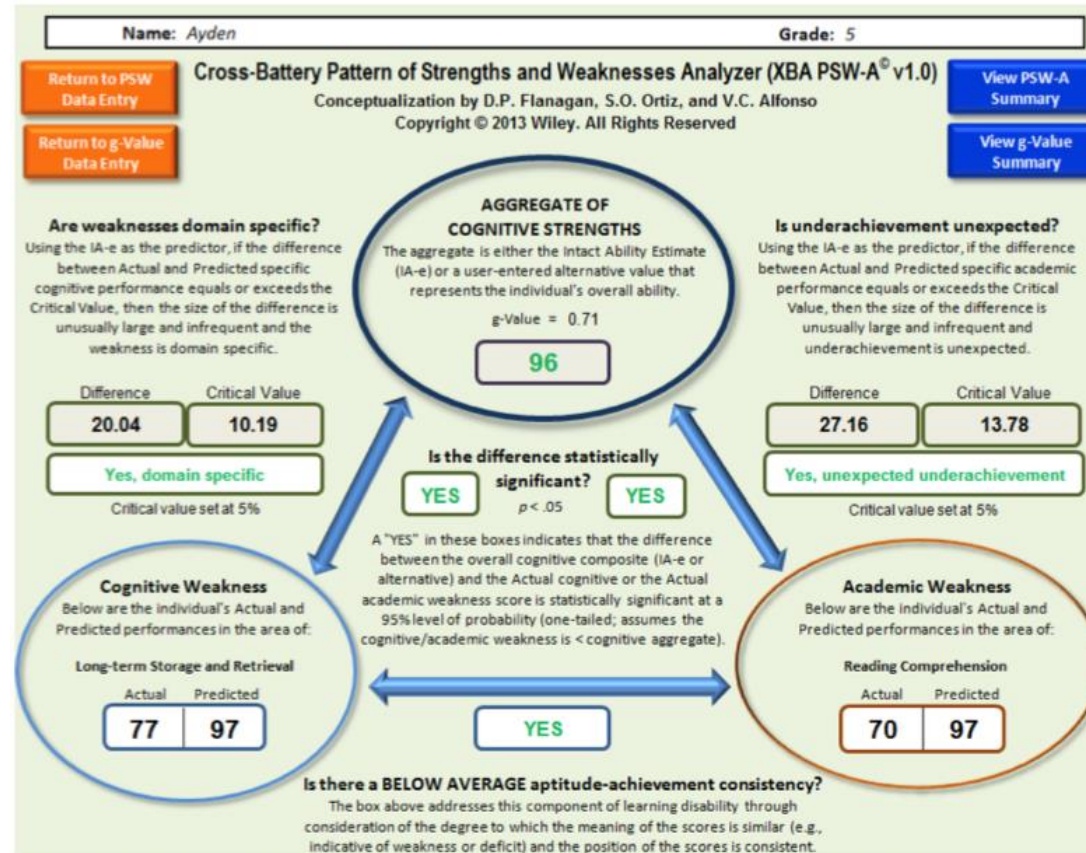 Name: Ayden Grade: 5
Return to PSW
Data Entry
Cross-Battery Pattern of Strengths and Weaknesses Analyzer (XBA PSW-A© v1.0)
Conceptualization by D.P. Flanagan, S.O. Ortiz, and V.C. Alfonso
Copyright © 2013 Wiley. All Rights Reserved
View PSW-A
Summary
Return to g-Value
Data Entry
View g-Value
Summary
AGGREGATE OF
COGNITIVE STRENGTHS
The aggregate is either the Intact Ability Estimate
(IA-e) or a user-entered alternative value that
represents the individual's overall ability.
g-Value = 0.71
96
Are weaknesses domain specific?
Using the IA-e as the predictor, if the difference
between Actual and Predicted specific
cognitive performance equals or exceeds the
Critical Value, then the size of the difference is
unusually large and infrequent and the
weakness is domain specific.
Difference Critical Value
20.04 10.19
Yes, domain specific
Critical value set at 5%
Is underachievement unexpected?
Using the IA-e as the predictor, if the difference
between Actual and Predicted specific academic
performance equals or exceeds the Critical
Value, then the size of the difference is
unusually large and infrequent and
underachievement is unexpected.
Difference Critical Value
27.16 13.78
Yes, unexpected underachievement
Critical value set at 5%
Is the difference statistically
significant?
YES YES
p < .05
A "YES" in these boxes indicates that the difference
between the overall cognitive composite (IA-e or
alternative) and the Actual cognitive or the Actual
academic weakness score is statistically significant at a
95% level of probability (one-tailed; assumes the
cognitive/academic weakness is < cognitive aggregate).
Cognitive Weakness
Below are the individual's Actual and
Predicted performances in the area of:
Long-term Storage and Retrieval
Actual Predicted
77 97
Academic Weakness
Below are the individual's Actual and
Predicted performances in the area of:
Reading Comprehension
Actual Predicted
70 97
YES
Is there a BELOW AVERAGE aptitude-achievement consistency?
The box above addresses this component of learning disability through
consideration of the degree to which the meaning of the scores is similar (e.g.,
indicative of weakness or deficit) and the position of the scores is consistent.